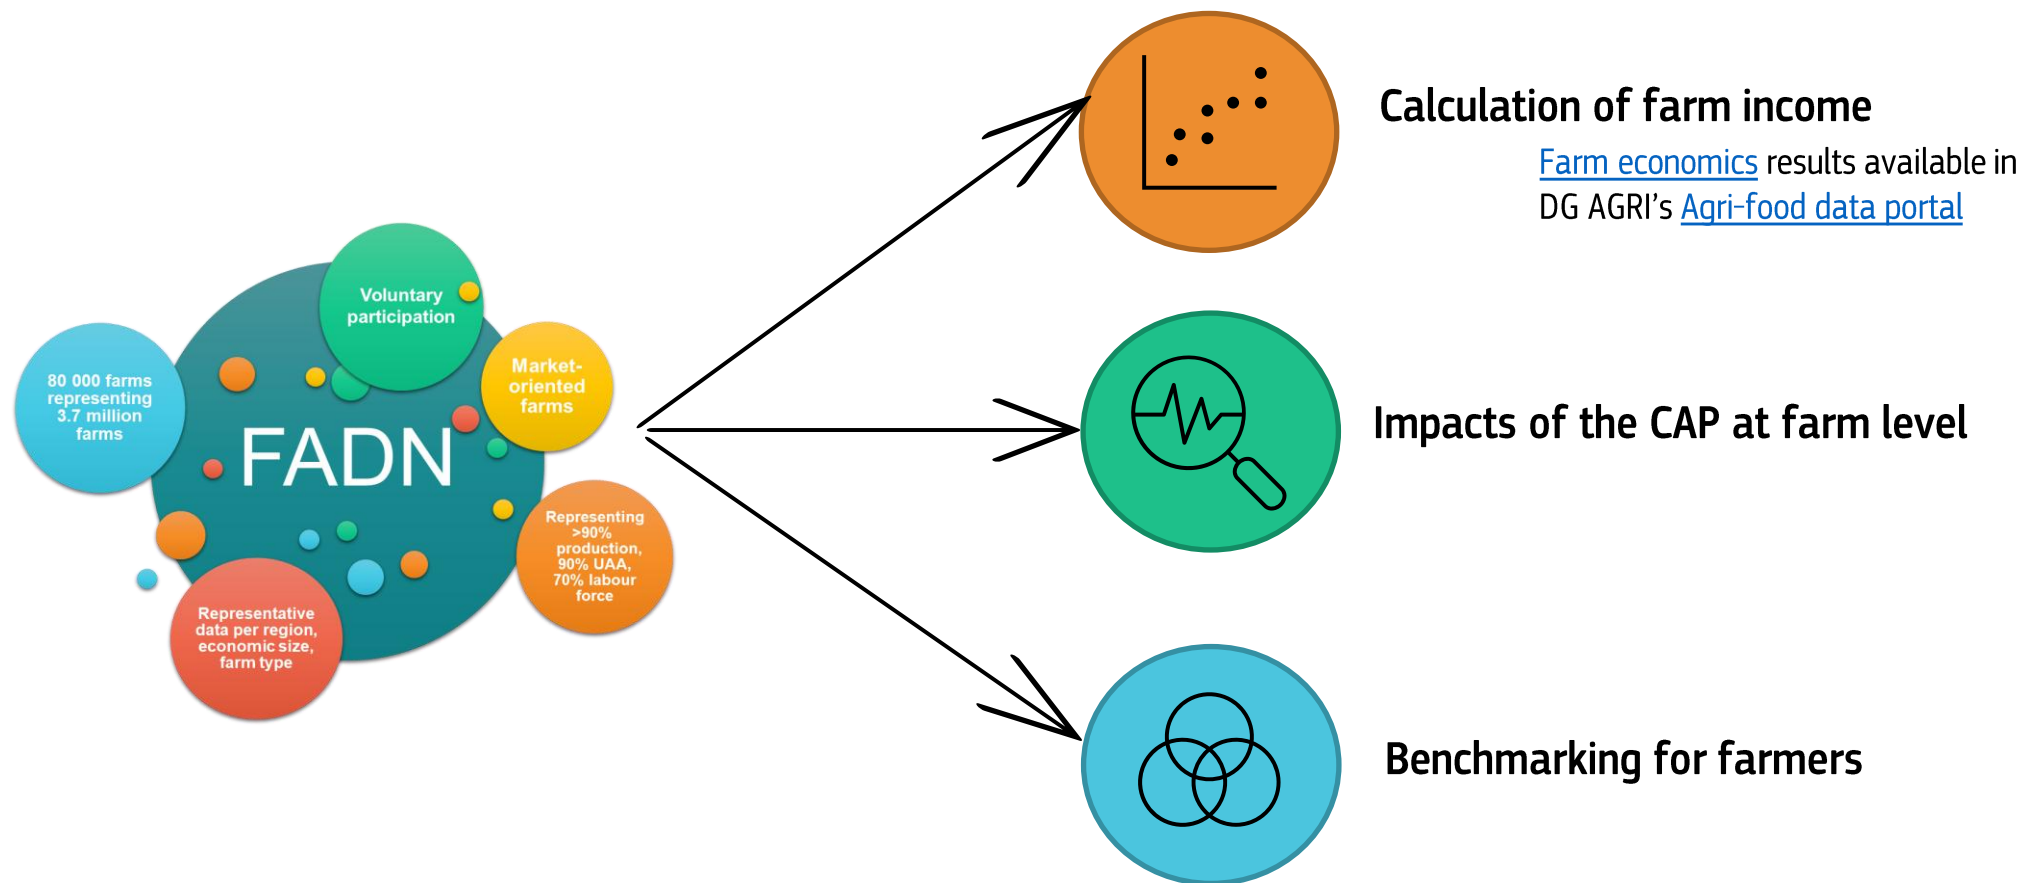 Calculation of farm income
Farm economics results available in
DG AGRI's Agri-food data portal
Voluntary
participation
80 000 farms
representing
3.7 million
farms
Market-
oriented
farms
FADN
Representing
>90%
production,
90% UAA,
70% labour
force
Representative
data per region,
economic size,
farm type
Impacts of the CAP at farm level
Benchmarking for farmers